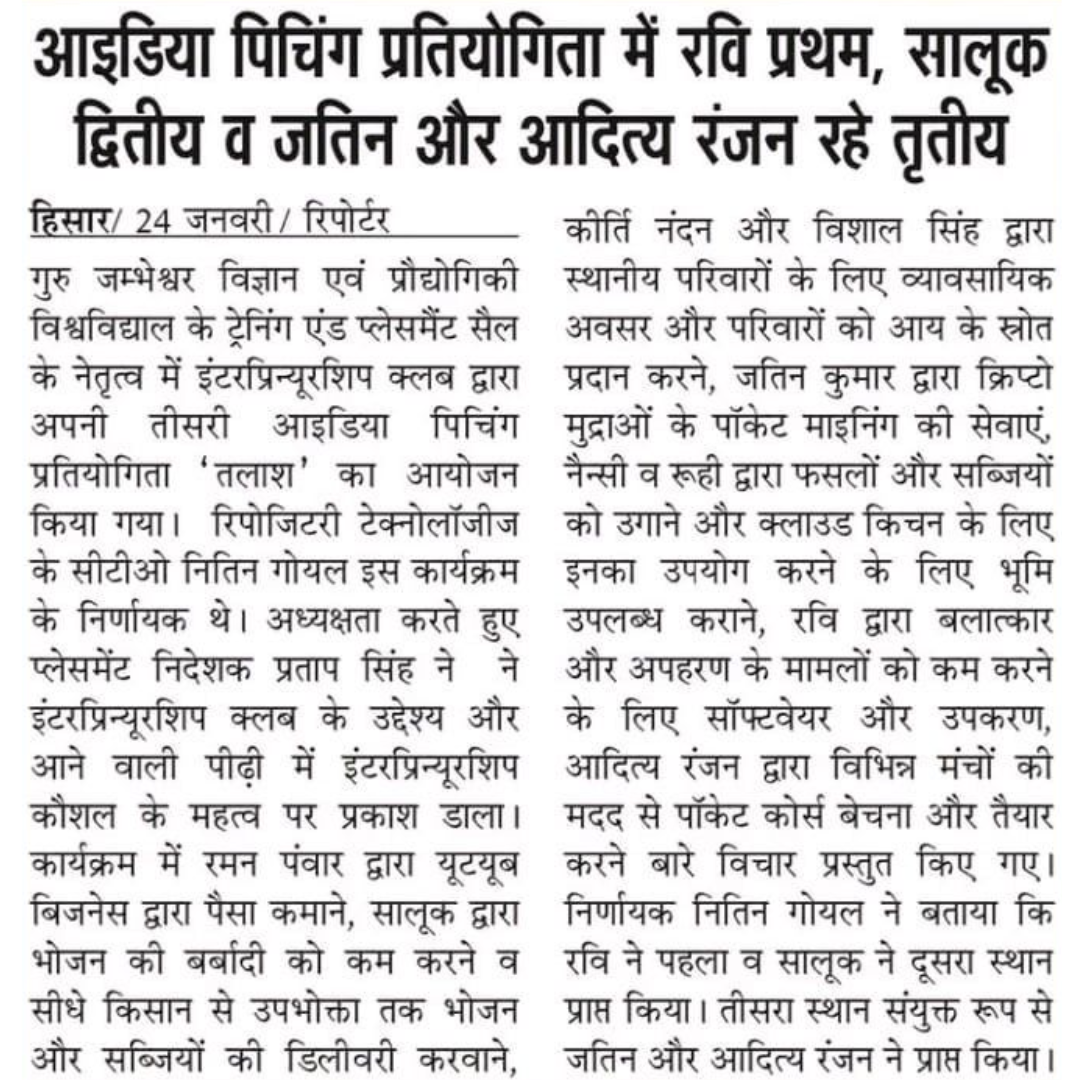 आइडिया पिचिंग प्रतियोगिता में रवि प्रथम, सालूक
द्वितीय व जतिन और आदित्य रंजन रहे तृतीय
हिसार/ 24 जनवरी/ रिपोर्टर
गुरु जम्भेश्वर विज्ञान एवं प्रौद्योगिकी
विश्वविद्याल के ट्रेनिंग एंड प्लेसमैंट सैल
के नेतृत्व में इंटरप्रिन्यूरशिप क्लब द्वारा
अपनी तीसरी आइडिया पिचिंग
प्रतियोगिता ‘तलाश’ का आयोजन
किया गया। रिपोजिटरी टेक्नोलॉजीज
के सीटीओ नितिन गोयल इस कार्यक्रम
के निर्णायक थे। अध्यक्षता करते हुए
प्लेसमेंट निदेशक प्रताप सिंह ने ने
इंटरप्रिन्यूरशिप क्लब के उद्देश्य और
आने वाली पीढ़ी में इंटरप्रिन्यूरशिप
कौशल के महत्व पर प्रकाश डाला।
कार्यक्रम में रमन पंवार द्वारा यूटयूब
बिजनेस द्वारा पैसा कमाने, सालूक द्वारा
भोजन की बर्बादी को कम करने व
सीधे किसान से उपभोक्ता तक भोजन
और सब्जियों की डिलीवरी करवाने,
कीर्ति नंदन और विशाल सिंह द्वारा
स्थानीय परिवारों के लिए व्यावसायिक
अवसर और परिवारों को आय के स्त्रोत
प्रदान करने, जतिन कुमार द्वारा क्रिप्टो
मुद्राओं के पॉकेट माइनिंग की सेवाएं,
नैन्सी व रूही द्वारा फसलों और सब्जियों
को उगाने और क्लाउड किचन के लिए
इनका उपयोग करने के लिए भूमि
उपलब्ध कराने, रवि द्वारा बलात्कार
और अपहरण के मामलों को कम करने
के लिए सॉफ्टवेयर और उपकरण,
आदित्य रंजन द्वारा विभिन्न मंचों की
मदद से पॉकेट कोर्स बेचना और तैयार
करने बारे विचार प्रस्तुत किए गए।
निर्णायक नितिन गोयल ने बताया कि
रवि ने पहला व सालूक ने दूसरा स्थान
प्राप्त किया। तीसरा स्थान संयुक्त रूप से
जतिन और आदित्य रंजन ने प्राप्त किया।